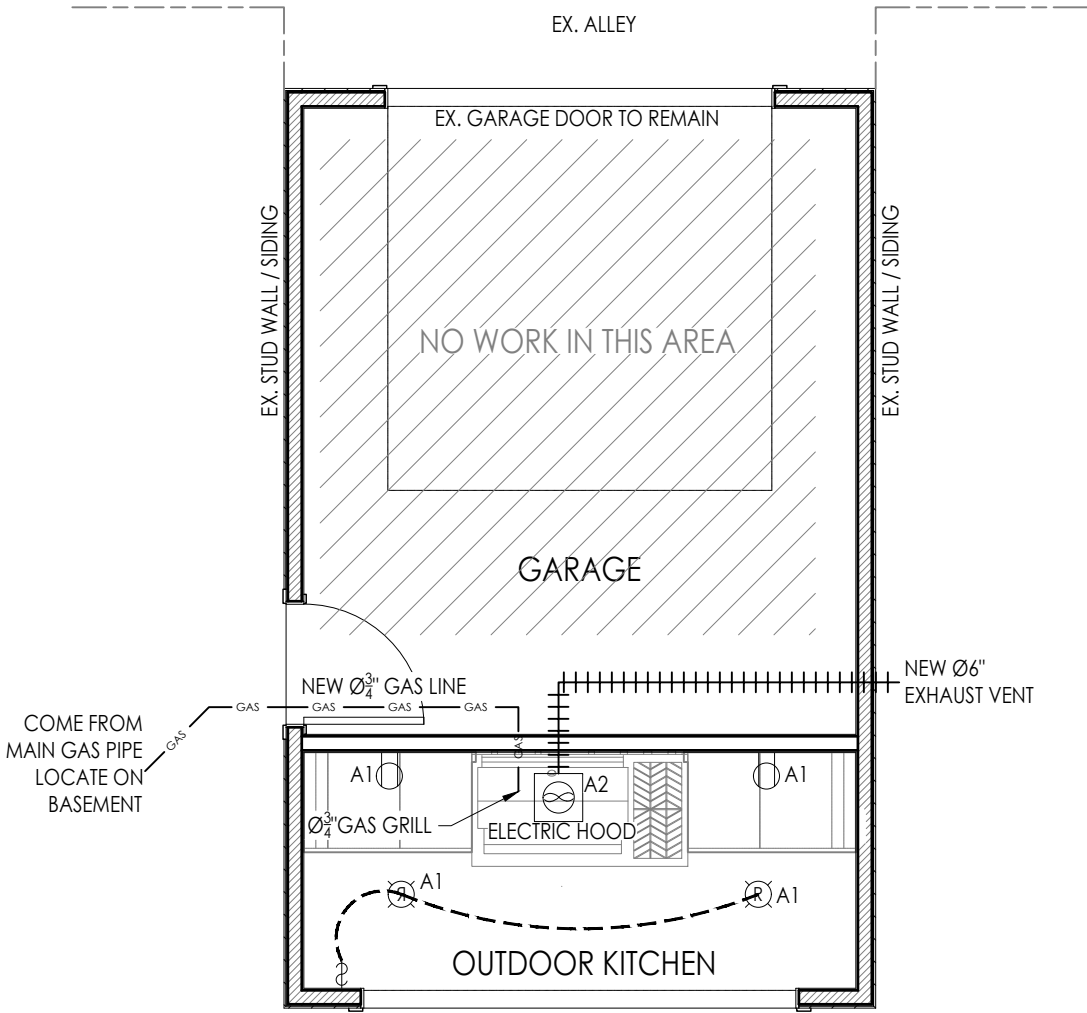 EX. ALLEY
EX. GARAGE DOOR TO REMAIN
EX. STUD WALL / SIDING
EX. STUD WALL / SIDING
NO WORK IN THIS AREA
GARAGE
NEW Ø6"
EXHAUST VENT
NEW Ø3/4" GAS LINE
GAS
GAS
GAS
GAS
GAS
GAS
COME FROM
MAIN GAS PIPE
LOCATE ON
BASEMENT
A1
A2
A1
Ø3/4"GAS GRILL
ELECTRIC HOOD
R
A1
R
A1
OUTDOOR KITCHEN